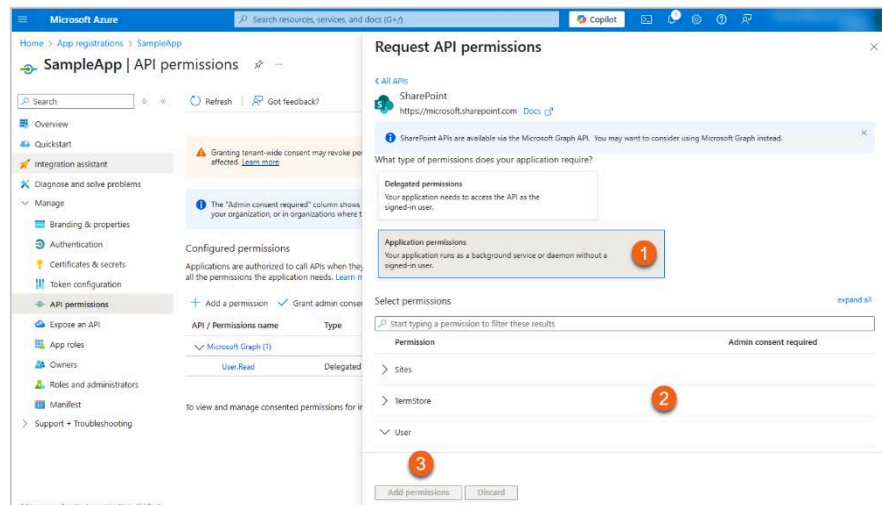 Microsoft Azure
Search resources, services, and docs (G+/)
Copilot
Home > App registrations > SampleApp
SampleApp | API permissions
Search
Overview
Quickstart
Integration assistant
Diagnose and solve problems
Manage
Branding & properties
Authentication
Certificates & secrets
Token configuration
API permissions
Expose an API
App roles
Owners
Roles and administrators
Manifest
Support + Troubleshooting
Refresh
Got feedback?
Granting tenant-wide consent may revoke
affected. Learn more
The "Admin consent required" column shows
your organization, or in organizations where
Configured permissions
Applications are authorized to call APIs when they
all the permissions the application needs. Learn
Add a permission
Grant admin
API / Permissions name
Type
Microsoft Graph (1)
User.Read
Delegated
To view and manage consented permissions for
Request API permissions
All APIs
SharePoint
https://microsoft.sharepoint.com Docs
SharePoint APIs are available via the Microsoft Graph API. You may want to consider using Microsoft Graph instead.
What type of permissions does your application require?
Delegated permissions
Your application needs to access the API as the
signed-in user.
Application permissions
Your application runs as a background service or daemon without a
signed-in user.
1
Select permissions
expand all
Start typing a permission to filter these results
Permission
Admin consent required
Sites
TermStore
2
User
3
Add permissions
Discard